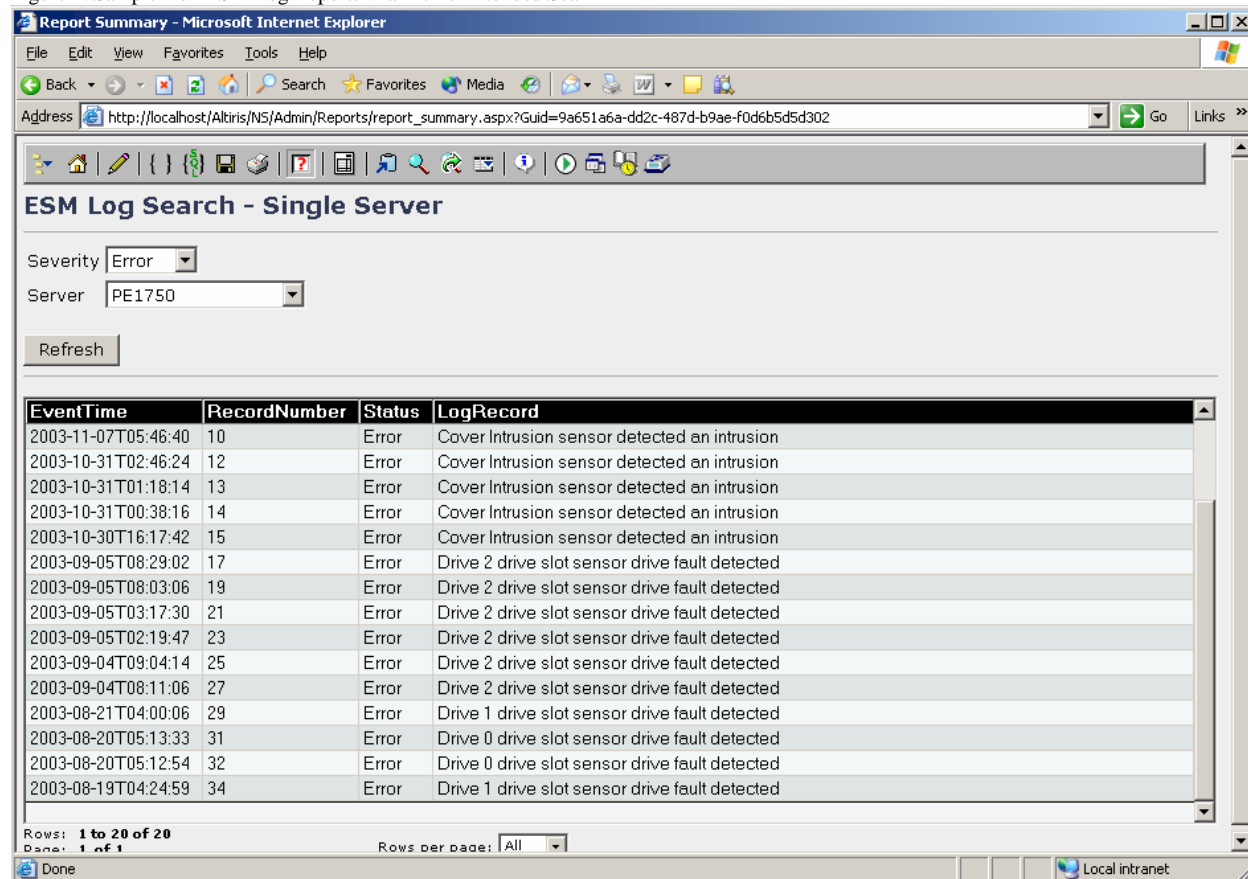 Report Summary - Microsoft Internet Explorer
File Edit View Favorites Tools Help
Back Search Favorites Media
Address http://localhost/Altiris/NS/Admin/Reports/report_summary.aspx?Guid=9a651a6a-dd2c-487d-b9ae-f0d6b5d5d302 Go Links »
ESM Log Search - Single Server
Severity Error
Server PE1750
Refresh
EventTime RecordNumber Status LogRecord
2003-11-07T05:46:40 10 Error Cover Intrusion sensor detected an intrusion
2003-10-31T02:46:24 12 Error Cover Intrusion sensor detected an intrusion
2003-10-31T01:18:14 13 Error Cover Intrusion sensor detected an intrusion
2003-10-31T00:38:16 14 Error Cover Intrusion sensor detected an intrusion
2003-10-30T16:17:42 15 Error Cover Intrusion sensor detected an intrusion
2003-09-05T08:29:02 17 Error Drive 2 drive slot sensor drive fault detected
2003-09-05T08:03:06 19 Error Drive 2 drive slot sensor drive fault detected
2003-09-05T03:17:30 21 Error Drive 2 drive slot sensor drive fault detected
2003-09-05T02:19:47 23 Error Drive 2 drive slot sensor drive fault detected
2003-09-04T09:04:14 25 Error Drive 2 drive slot sensor drive fault detected
2003-09-04T08:11:06 27 Error Drive 2 drive slot sensor drive fault detected
2003-08-21T04:00:06 29 Error Drive 1 drive slot sensor drive fault detected
2003-08-20T05:13:33 31 Error Drive 0 drive slot sensor drive fault detected
2003-08-20T05:12:54 32 Error Drive 0 drive slot sensor drive fault detected
2003-08-19T04:24:59 34 Error Drive 1 drive slot sensor drive fault detected
Rows: 1 to 20 of 20
Page: 1 of 1 Rows per page: All
Done Local intranet